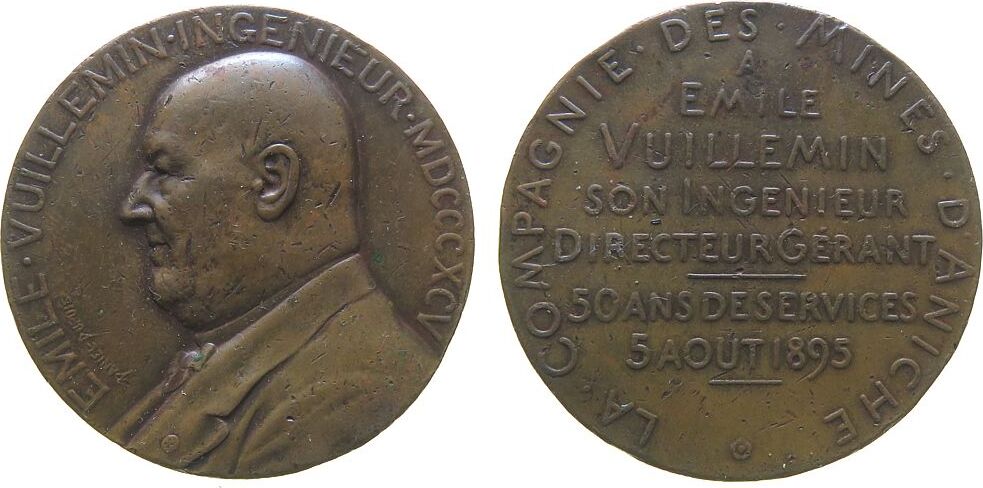 EMILE · VUILLEMIN · INGENIEUR · MDCCCXCV
LA · COMPAGNIE · DES · MINES · D'ANICHE
A
EMILE
VUILLEMIN
SON INGENIEUR
DIRECTEUR GÉRANT
50 ANS DE SERVICES
5 AOUT 1895